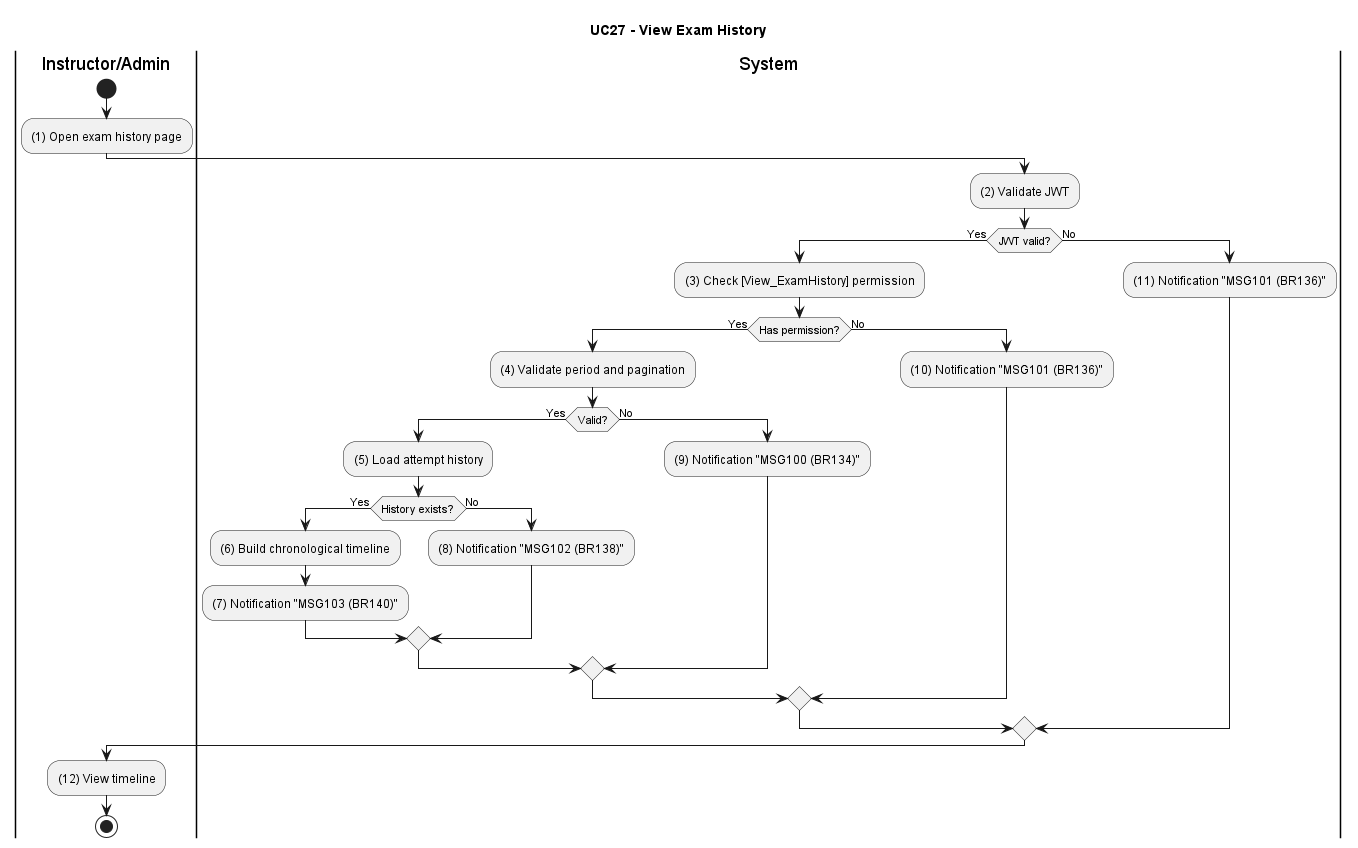 UC27 - View Exam History
Instructor/Admin
System
(1) Open exam history page
(2) Validate JWT
Yes
JWT valid?
No
(3) Check [View_ExamHistory] permission
(11) Notification "MSG101 (BR136)"
Yes
Has permission?
No
(4) Validate period and pagination
(10) Notification "MSG101 (BR136)"
Yes
Valid?
No
(5) Load attempt history
(9) Notification "MSG100 (BR134)"
Yes
History exists?
No
(6) Build chronological timeline
(8) Notification "MSG102 (BR138)"
(7) Notification "MSG103 (BR140)"
(12) View timeline